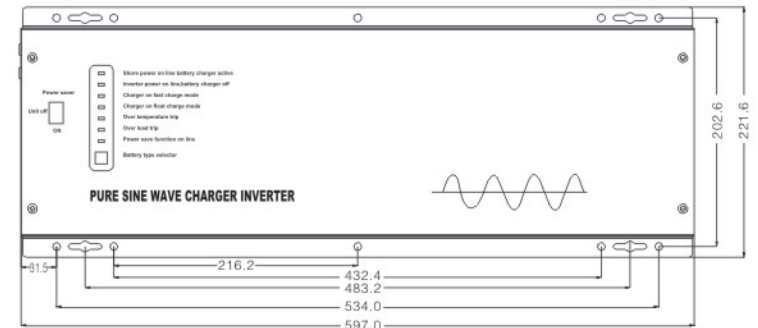 Shore power on line battery charger active
Inverter power on line,battery charger off
Power saver
Charger on fast charge mode
Charger on float charge mode
Unit off
Over temperature trip
ON
Over load trip
Power save function on line
Battery type selector
PURE SINE WAVE CHARGER INVERTER
202.6
221.6
31.5
216.2
432.4
483.2
534.0
597.0